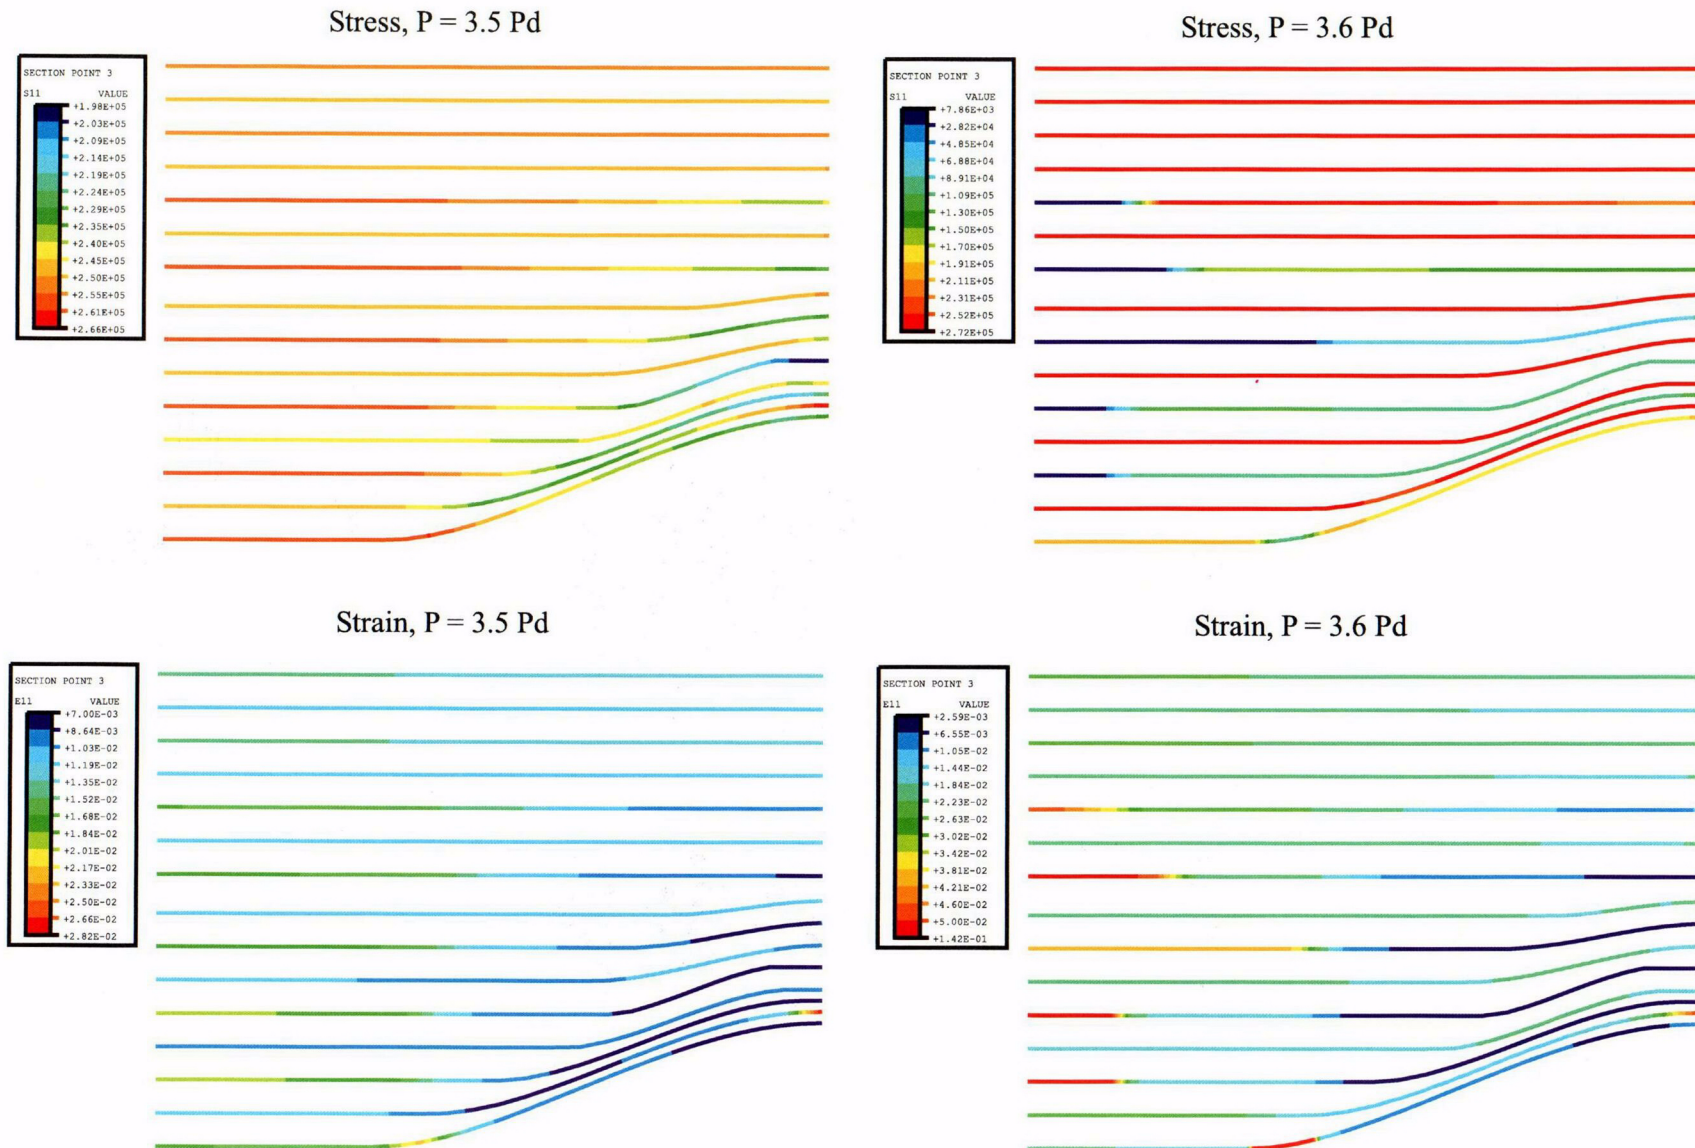 Stress, P = 3.5 Pd
SECTION POINT 3
S11 VALUE
+1.98E+05
+2.03E+05
+2.09E+05
+2.14E+05
+2.19E+05
+2.24E+05
+2.29E+05
+2.35E+05
+2.40E+05
+2.45E+05
+2.50E+05
+2.55E+05
+2.61E+05
+2.66E+05
Stress, P = 3.6 Pd
SECTION POINT 3
S11 VALUE
+7.86E+03
+2.82E+04
+4.85E+04
+6.88E+04
+8.91E+04
+1.09E+05
+1.30E+05
+1.50E+05
+1.70E+05
+1.91E+05
+2.11E+05
+2.31E+05
+2.52E+05
+2.72E+05
Strain, P = 3.5 Pd
SECTION POINT 3
E11 VALUE
+7.00E-03
+8.64E-03
+1.03E-02
+1.19E-02
+1.35E-02
+1.52E-02
+1.68E-02
+1.84E-02
+2.01E-02
+2.17E-02
+2.33E-02
+2.50E-02
+2.66E-02
+2.82E-02
Strain, P = 3.6 Pd
SECTION POINT 3
E11 VALUE
+2.59E-03
+6.55E-03
+1.05E-02
+1.44E-02
+1.84E-02
+2.23E-02
+2.63E-02
+3.02E-02
+3.42E-02
+3.81E-02
+4.21E-02
+4.60E-02
+5.00E-02
+1.42E-01